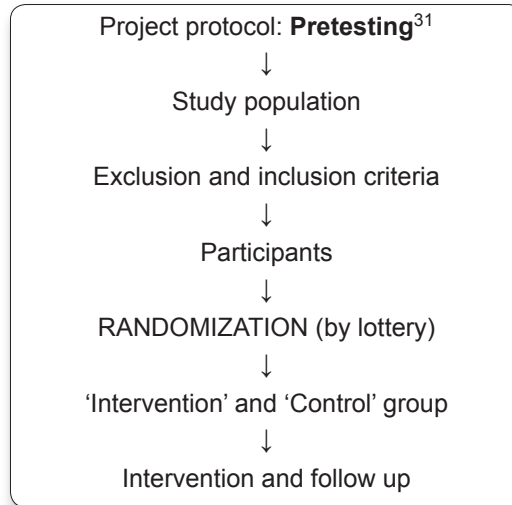 Project protocol: Pretesting31
↓
Study population
↓
Exclusion and inclusion criteria
↓
Participants
↓
RANDOMIZATION (by lottery)
↓
‘Intervention’ and ‘Control’ group
↓
Intervention and follow up